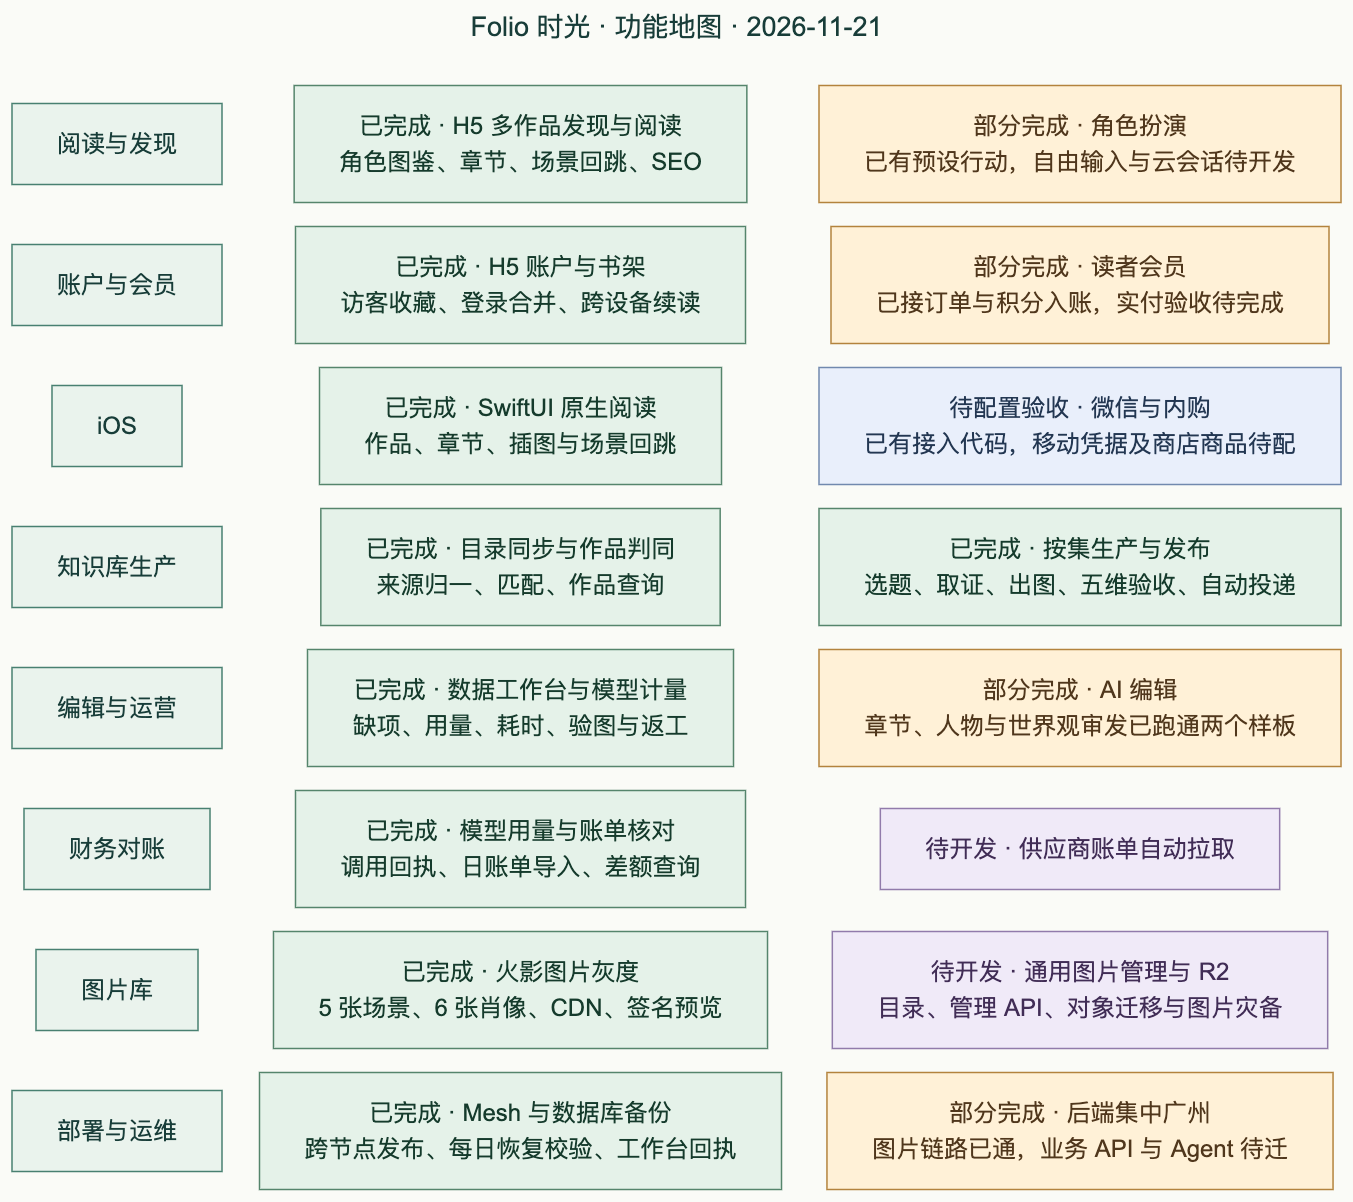 Folio 时光 · 功能地图 · 2026-11-21
阅读与发现
已完成 · H5 多作品发现与阅读
角色图鉴、章节、场景回跳、SEO
部分完成 · 角色扮演
已有预设行动，自由输入与云会话待开发
账户与会员
已完成 · H5 账户与书架
访客收藏、登录合并、跨设备续读
部分完成 · 读者会员
已接订单与积分入账，实付验收待完成
iOS
已完成 · SwiftUI 原生阅读
作品、章节、插图与场景回跳
待配置验收 · 微信与内购
已有接入代码，移动凭据及商店商品待配
知识库生产
已完成 · 目录同步与作品判同
来源归一、匹配、作品查询
已完成 · 按集生产与发布
选题、取证、出图、五维验收、自动投递
编辑与运营
已完成 · 数据工作台与模型计量
缺项、用量、耗时、验图与返工
部分完成 · AI 编辑
章节、人物与世界观审发已跑通两个样板
财务对账
已完成 · 模型用量与账单核对
调用回执、日账单导入、差额查询
待开发 · 供应商账单自动拉取
图片库
已完成 · 火影图片灰度
5 张场景、6 张肖像、CDN、签名预览
待开发 · 通用图片管理与 R2
目录、管理 API、对象迁移与图片灾备
部署与运维
已完成 · Mesh 与数据库备份
跨节点发布、每日恢复校验、工作台回执
部分完成 · 后端集中广州
图片链路已通，业务 API 与 Agent 待迁